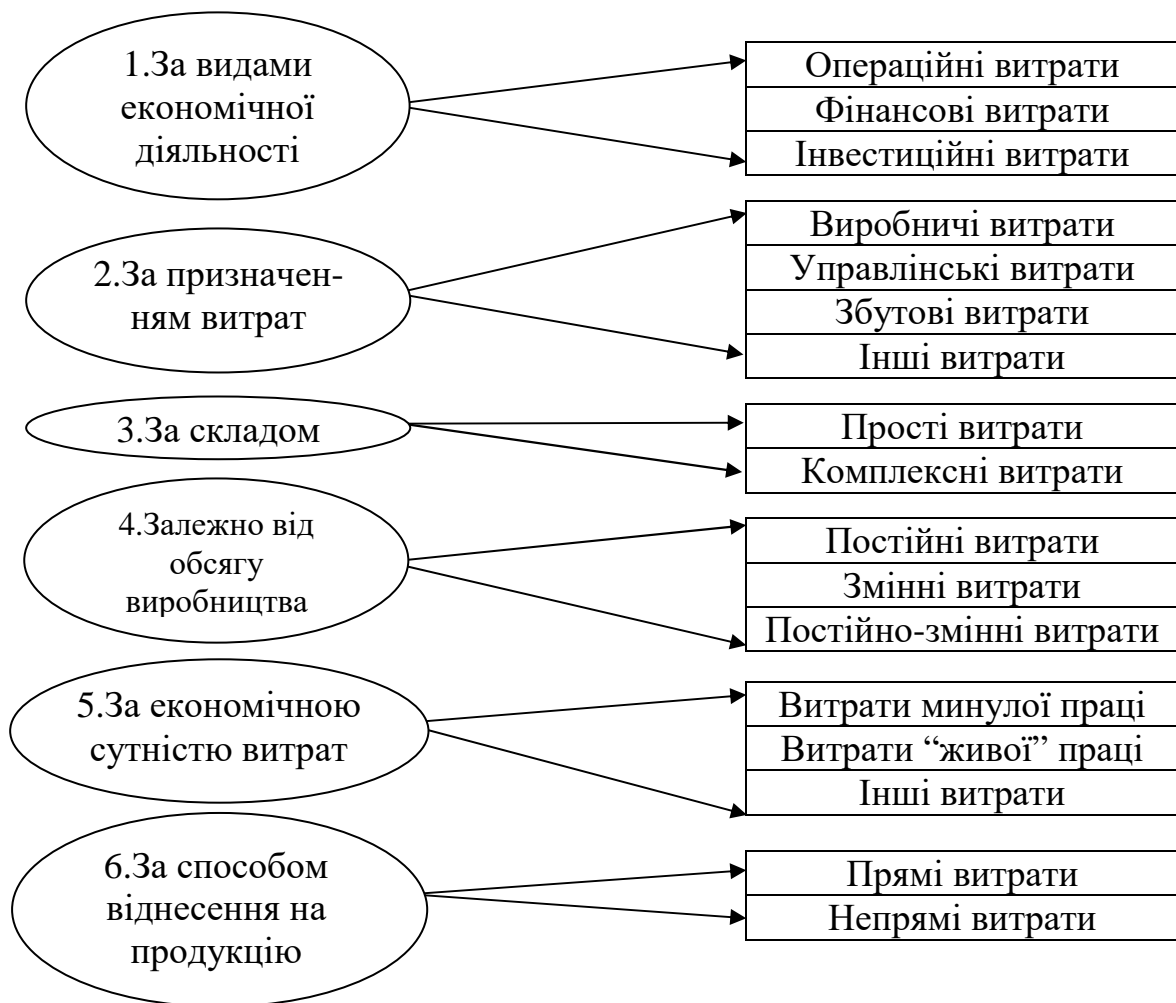 1.За видами
економічної
діяльності
Операційні витрати
Фінансові витрати
Інвестиційні витрати
2.За призначен-
ням витрат
Виробничі витрати
Управлінські витрати
Збутові витрати
Інші витрати
3.За складом
Прості витрати
Комплексні витрати
4.Залежно від
обсягу
виробництва
Постійні витрати
Змінні витрати
Постійно-змінні витрати
5.За економічною
сутністю витрат
Витрати минулої праці
Витрати “живої” праці
Інші витрати
6.За способом
віднесення на
продукцію
Прямі витрати
Непрямі витрати